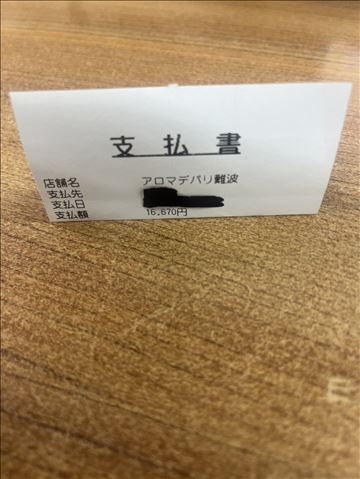 支払書
店舗名 アロマデパリ難波
支払先
支払日
支払額 16,670円